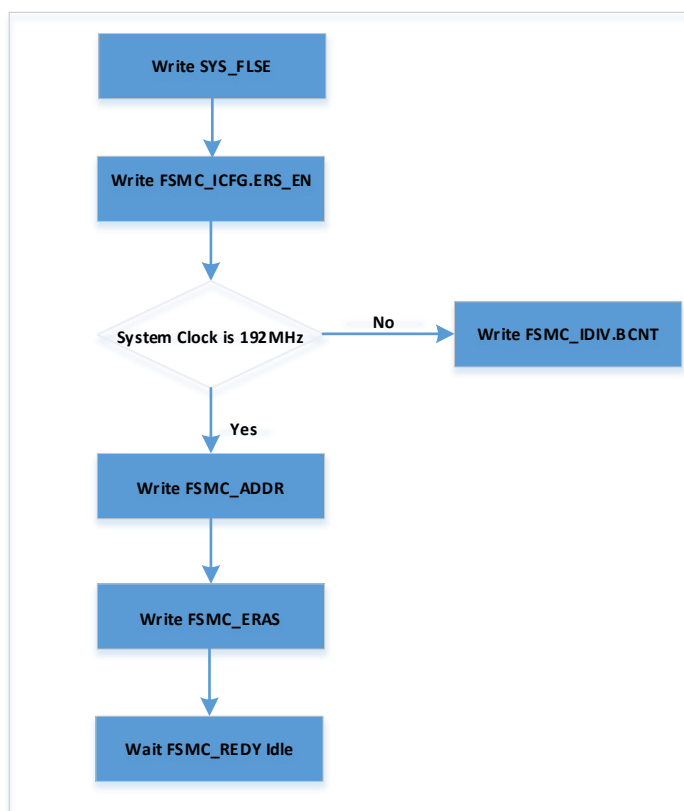 Write SYS_FLSE
Write FSMC_ICFG.ERS_EN
System Clock is 192MHz
No
Write FSMC_IDIV.BCNT
Yes
Write FSMC_ADDR
Write FSMC_ERAS
Wait FSMC_REDY Idle